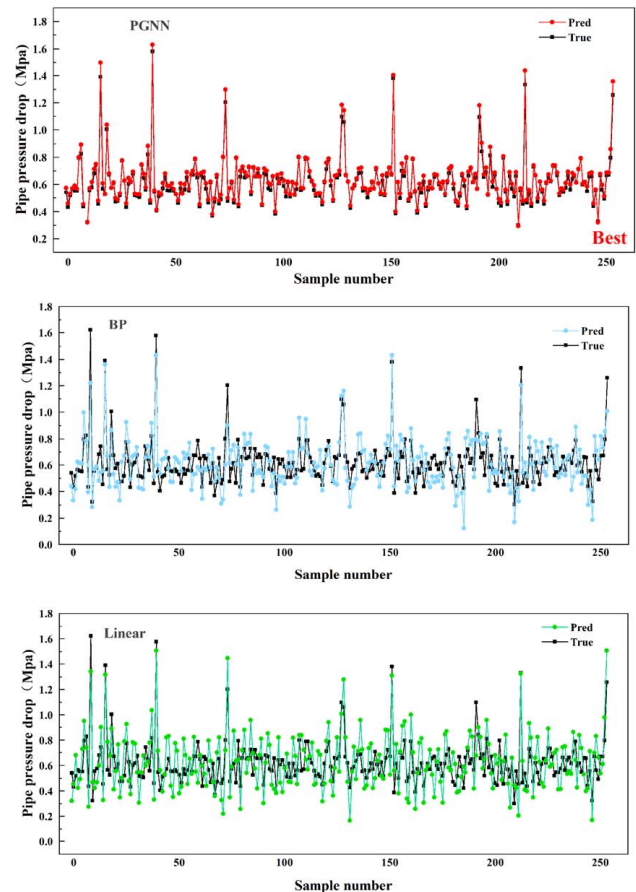 PGNN
Pred
True
1.8
1.6
1.4
1.2
1.0
0.8
0.6
0.4
0.2
Pipe pressure drop（Mpa)
Best
0 50 100 150 200 250
Sample number
BP
Pred
True
1.8
1.6
1.4
1.2
1.0
0.8
0.6
0.4
0.2
0.0
Pipe pressure drop（Mpa)
0 50 100 150 200 250
Sample number
Linear
Pred
True
1.8
1.6
1.4
1.2
1.0
0.8
0.6
0.4
0.2
0.0
Pipe pressure drop（Mpa)
0 50 100 150 200 250
Sample number